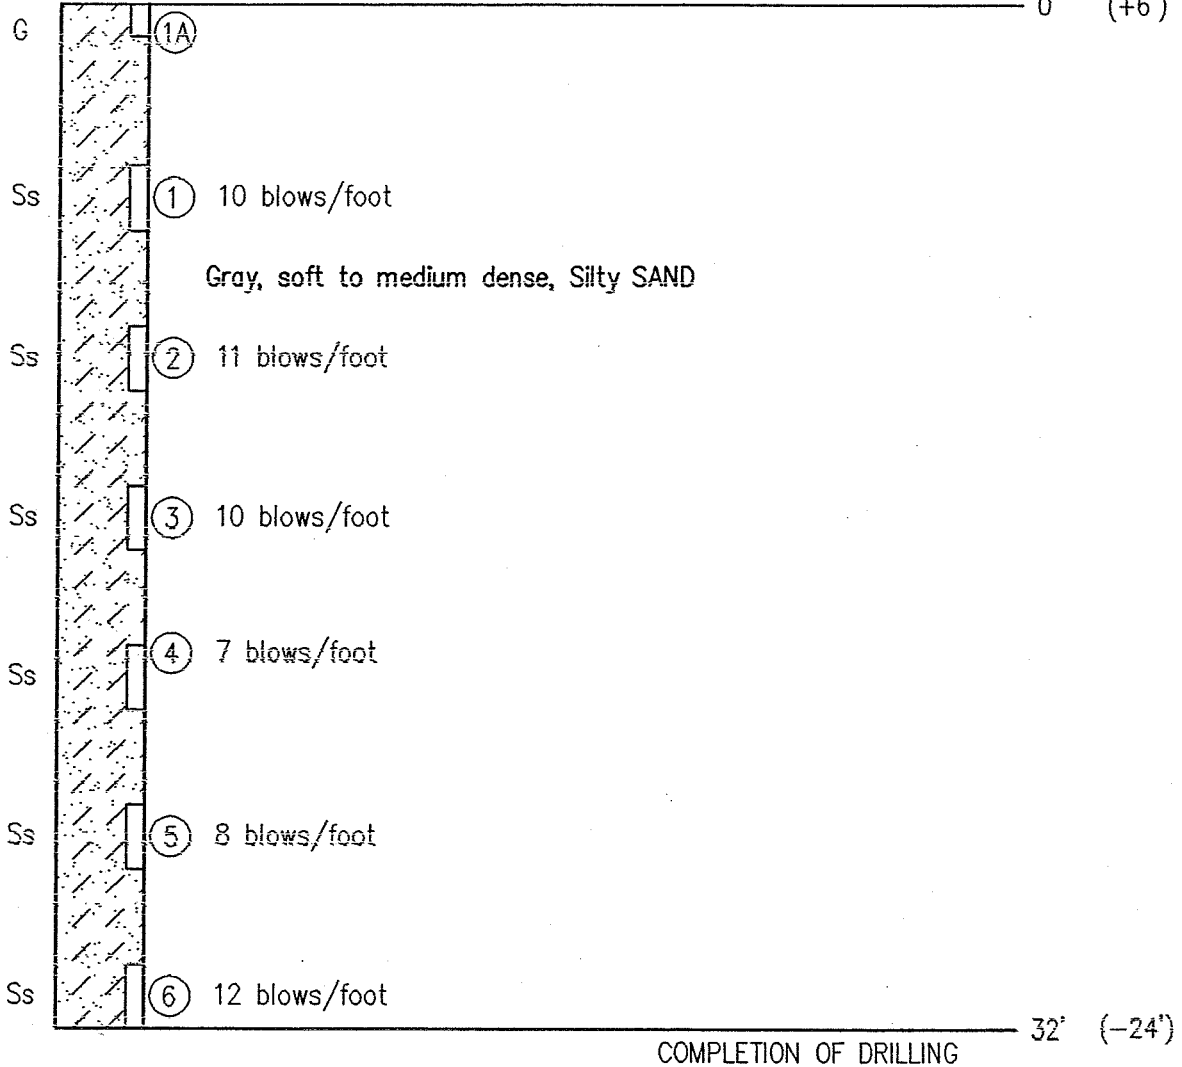 0 (+6')
G 1A
Ss 1 10 blows/foot
Gray, soft to medium dense, Silty SAND
Ss 2 11 blows/foot
Ss 3 10 blows/foot
Ss 4 7 blows/foot
Ss 5 8 blows/foot
Ss 6 12 blows/foot
32' (-24')
COMPLETION OF DRILLING